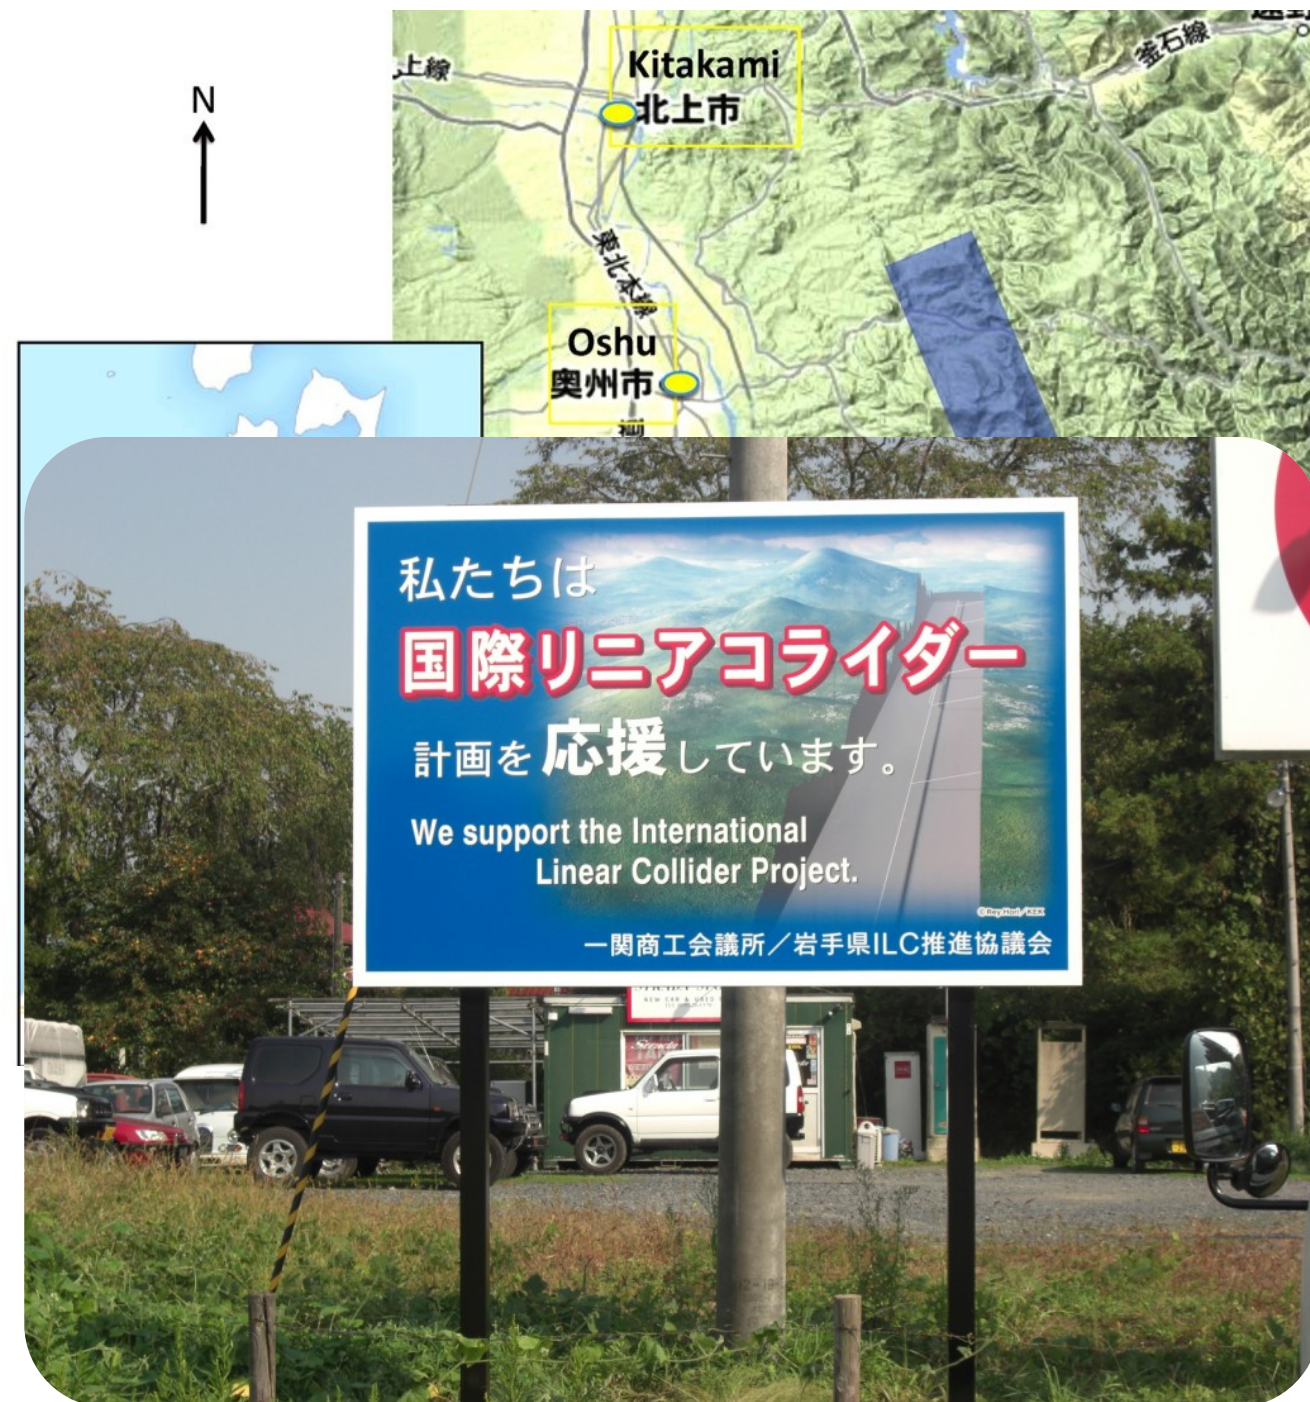 N
Kitakami
北上市
上線
釜石線
東北本線
Oshu
奥州市
私たちは
国際リニアコライダー
計画を応援しています。
We support the International
Linear Collider Project.
©Rey.Hori/KEK
一関商工会議所／岩手県ILC推進協議会